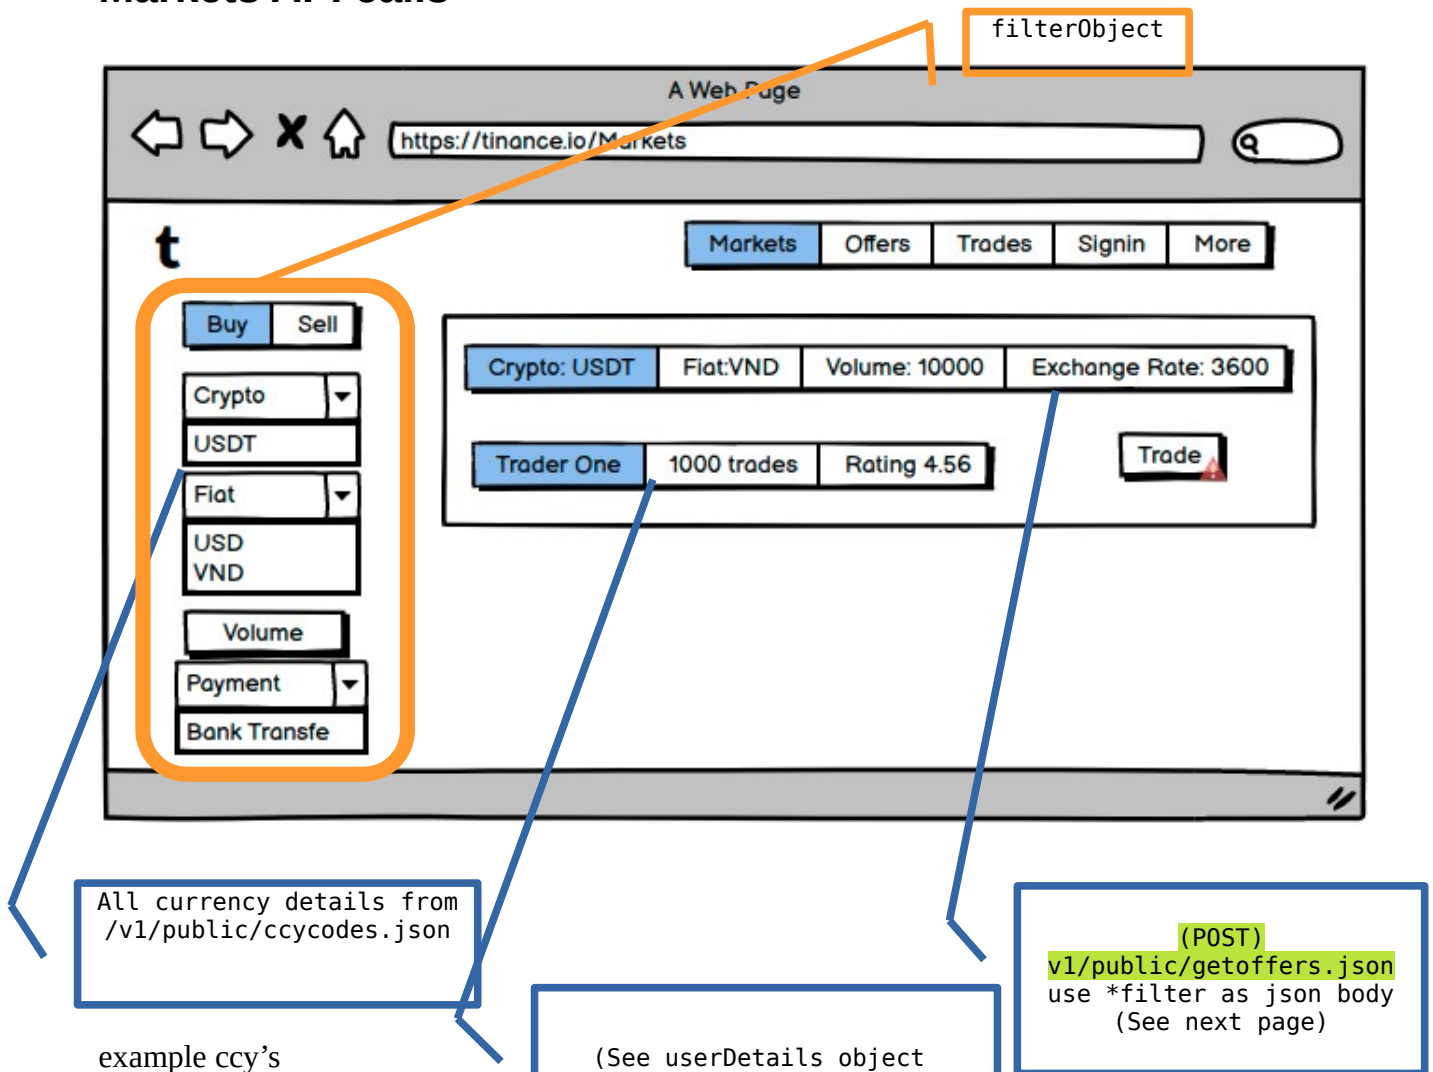 Markets API calls
filterObject
A Web Page
https://tinance.io/Markets
t
Markets Offers Trades Signin More
Buy Sell
Crypto
USDT
Fiat
USD
VND
Volume
Payment
Bank Transfe
Crypto: USDT Fiat:VND Volume: 10000 Exchange Rate: 3600
Trader One 1000 trades Rating 4.56
Trade
All currency details from
/v1/public/ccycodes.json
(POST)
v1/public/getoffers.json
use *filter as json body
(See next page)
example ccy’s
(See userDetails object